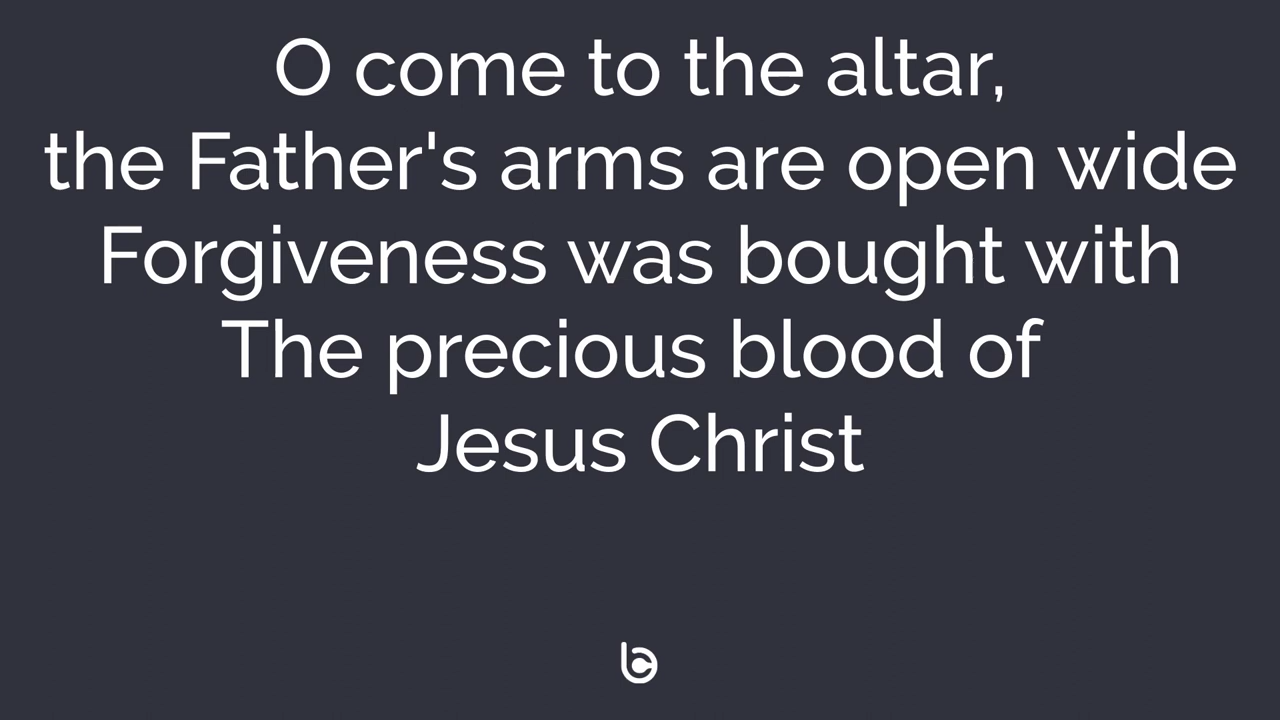 O come to the altar,
the Father's arms are open wide
Forgiveness was bought with
The precious blood of
Jesus Christ